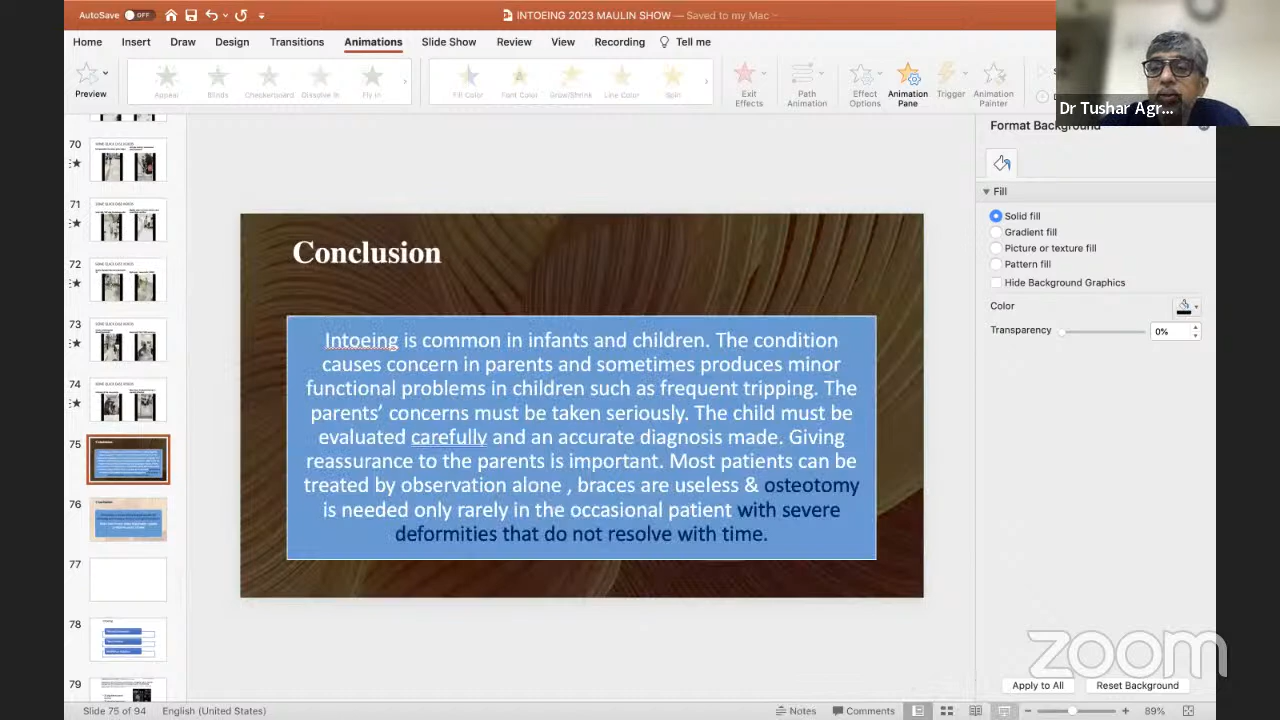 AutoSave OFF
INTOEING 2023 MAULIN SHOW — Saved to my Mac
Home Insert Draw Design Transitions Animations Slide Show Review View Recording Tell me
Preview
Appear Blinds Checkerboard Dissolve In Fly In
Fill Color Font Color Grow/Shrink Line Color Spin
Exit Effects
Path Animation
Effect Options
Animation Pane
Trigger
Animation Painter
Dr Tushar Agr...
Format Background
Fill
Solid fill
Gradient fill
Picture or texture fill
Pattern fill
Hide Background Graphics
Color
Transparency 0%
70
71
72
73
74
75
76
77
78
79
Conclusion
Intoeing is common in infants and children. The condition
causes concern in parents and sometimes produces minor
functional problems in children such as frequent tripping. The
parents’ concerns must be taken seriously. The child must be
evaluated carefully and an accurate diagnosis made. Giving
reassurance to the parents is important. Most patients can be
treated by observation alone , braces are useless & osteotomy
is needed only rarely in the occasional patient with severe
deformities that do not resolve with time.
zoom
Apply to All Reset Background
Slide 75 of 94 English (United States) Notes Comments 89%